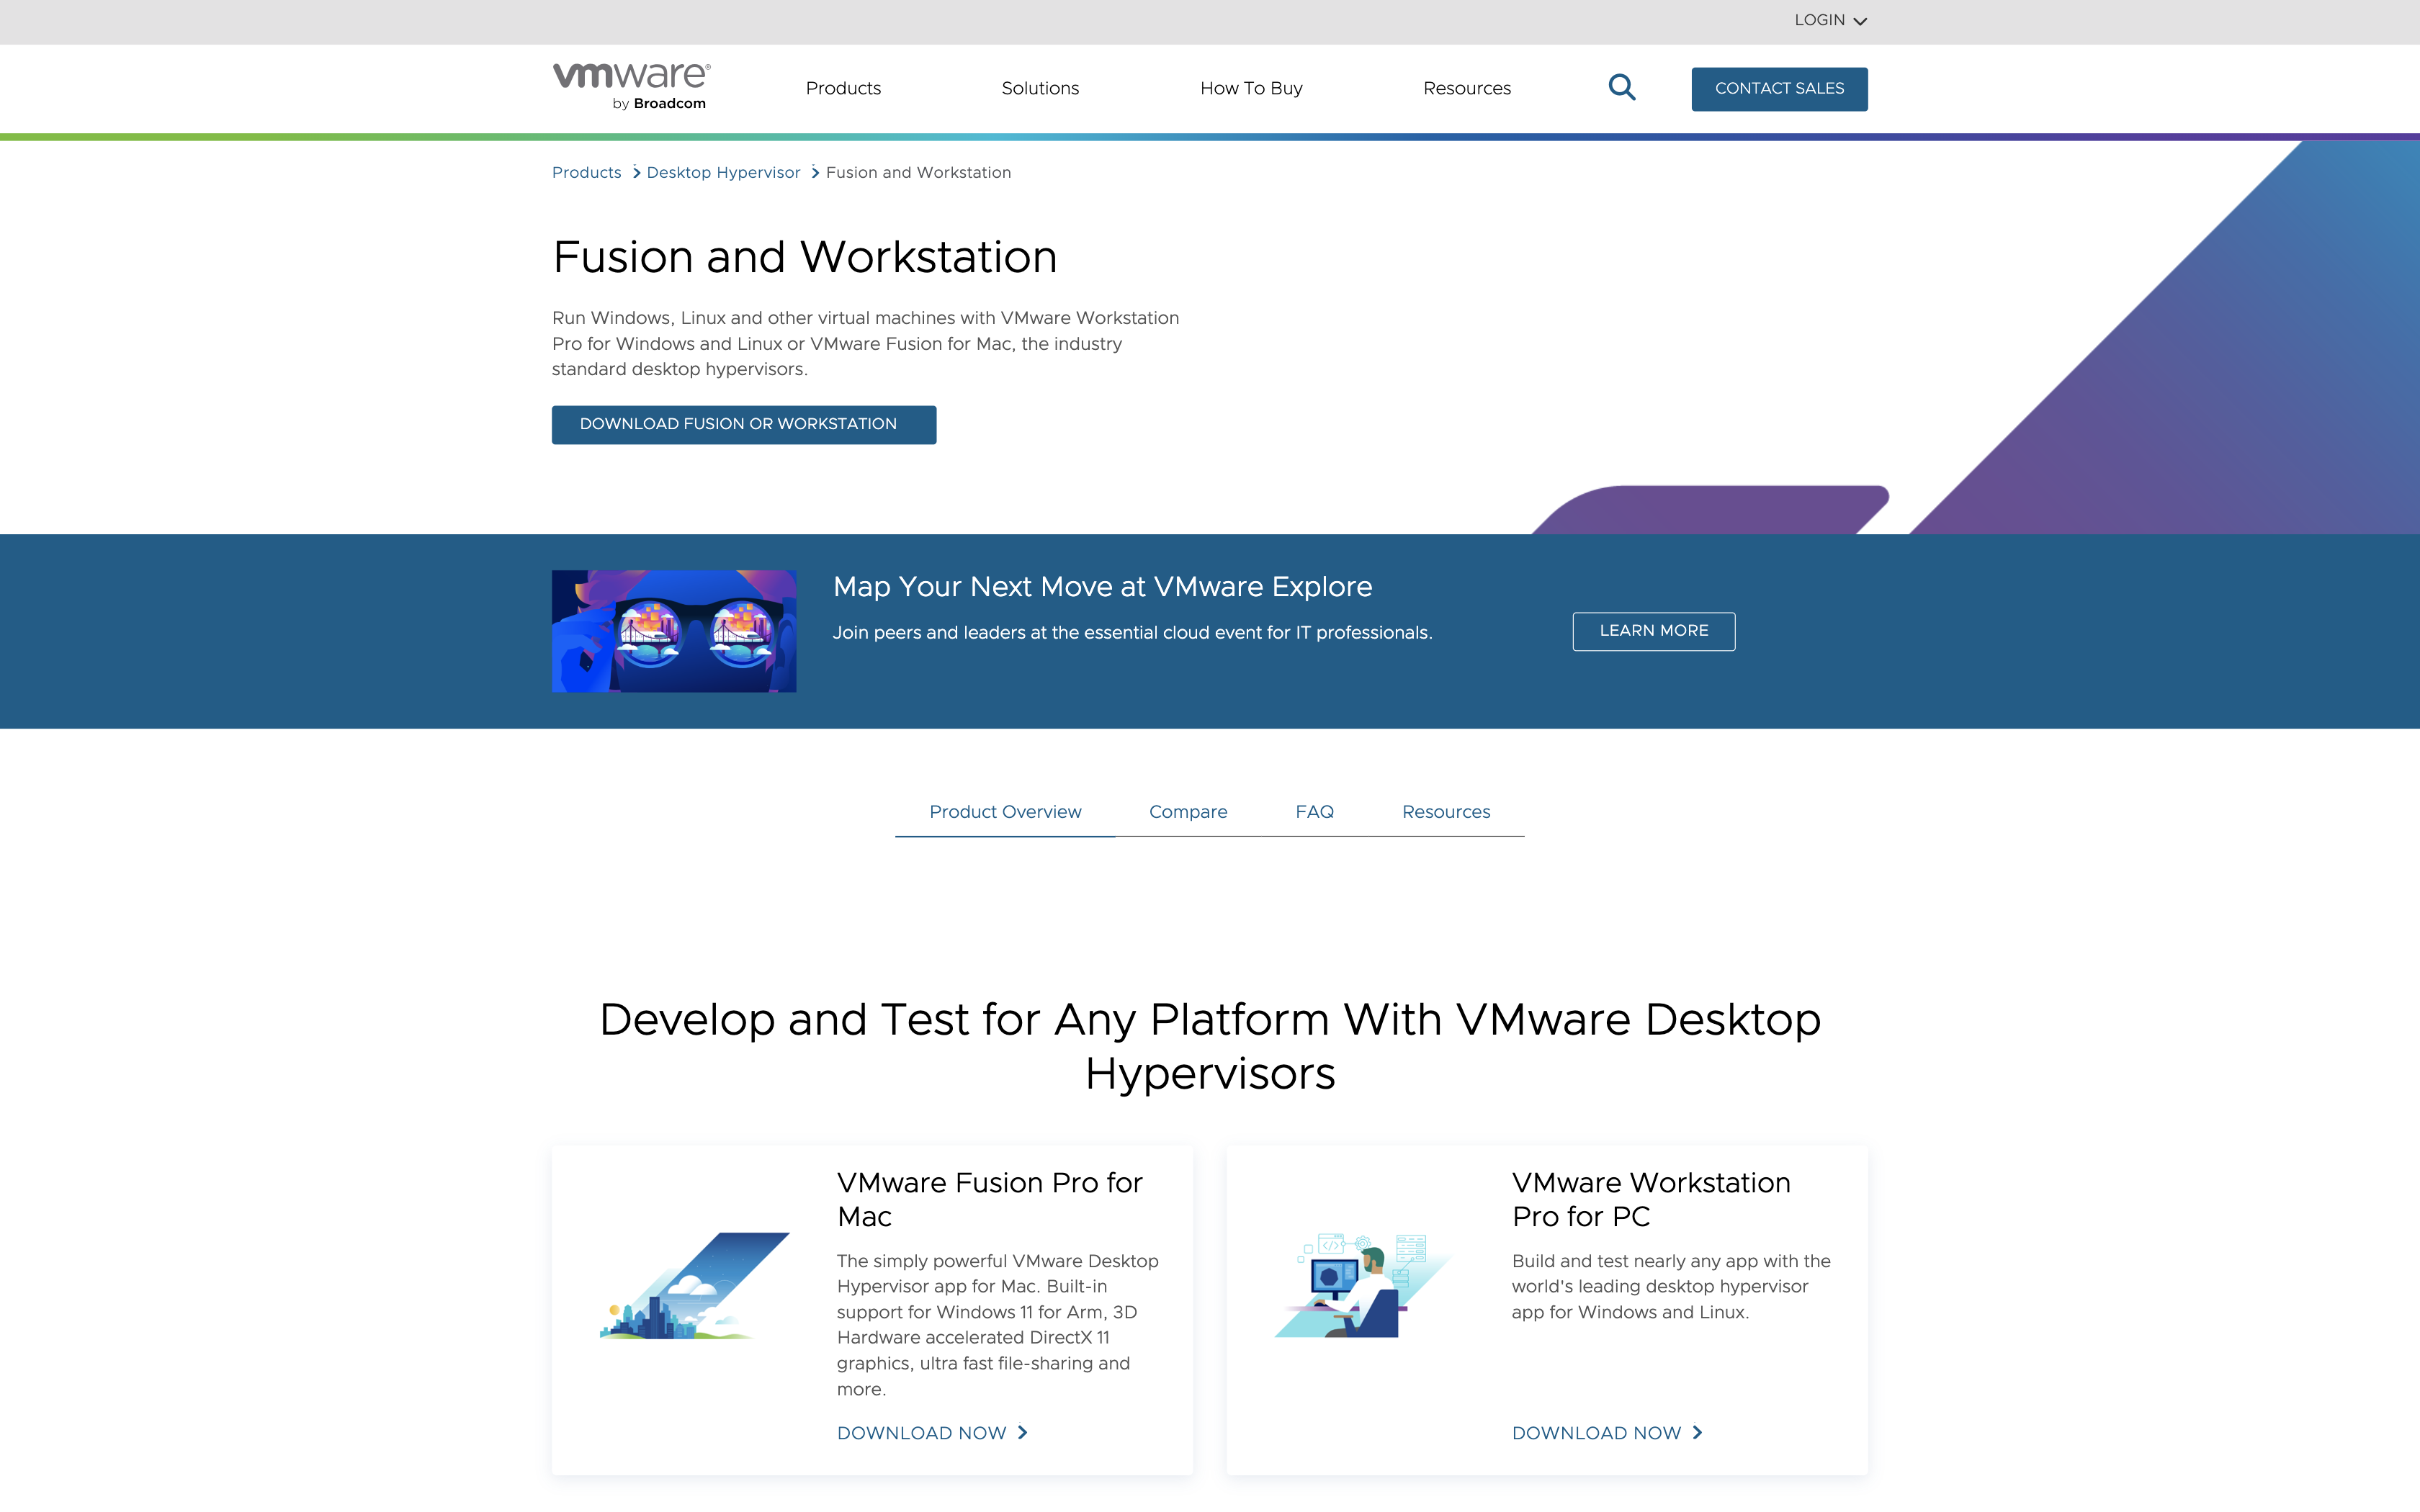 LOGIN
vmware®
by Broadcom
Products
Solutions
How To Buy
Resources
CONTACT SALES
Products
Desktop Hypervisor
Fusion and Workstation
Fusion and Workstation
Run Windows, Linux and other virtual machines with VMware Workstation
Pro for Windows and Linux or VMware Fusion for Mac, the industry
standard desktop hypervisors.
DOWNLOAD FUSION OR WORKSTATION
Map Your Next Move at VMware Explore
Join peers and leaders at the essential cloud event for IT professionals.
LEARN MORE
Product Overview
Compare
FAQ
Resources
Develop and Test for Any Platform With VMware Desktop
Hypervisors
VMware Fusion Pro for
Mac
The simply powerful VMware Desktop
Hypervisor app for Mac. Built-in
support for Windows 11 for Arm, 3D
Hardware accelerated DirectX 11
graphics, ultra fast file-sharing and
more.
DOWNLOAD NOW
VMware Workstation
Pro for PC
Build and test nearly any app with the
world's leading desktop hypervisor
app for Windows and Linux.
DOWNLOAD NOW